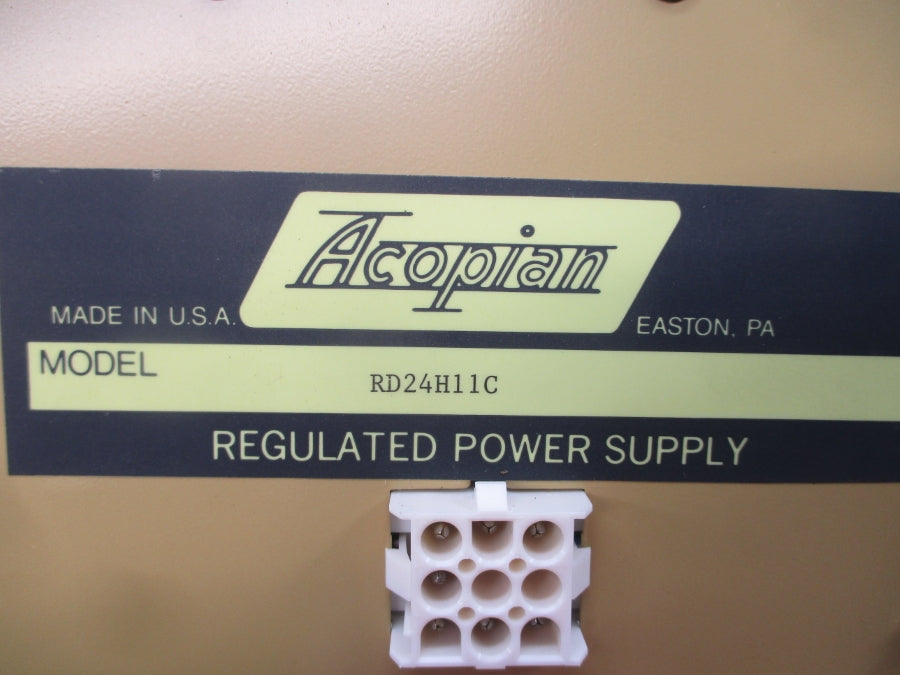 Acopian
MADE IN U.S.A.
EASTON, PA
MODEL
RD24H11C
REGULATED POWER SUPPLY